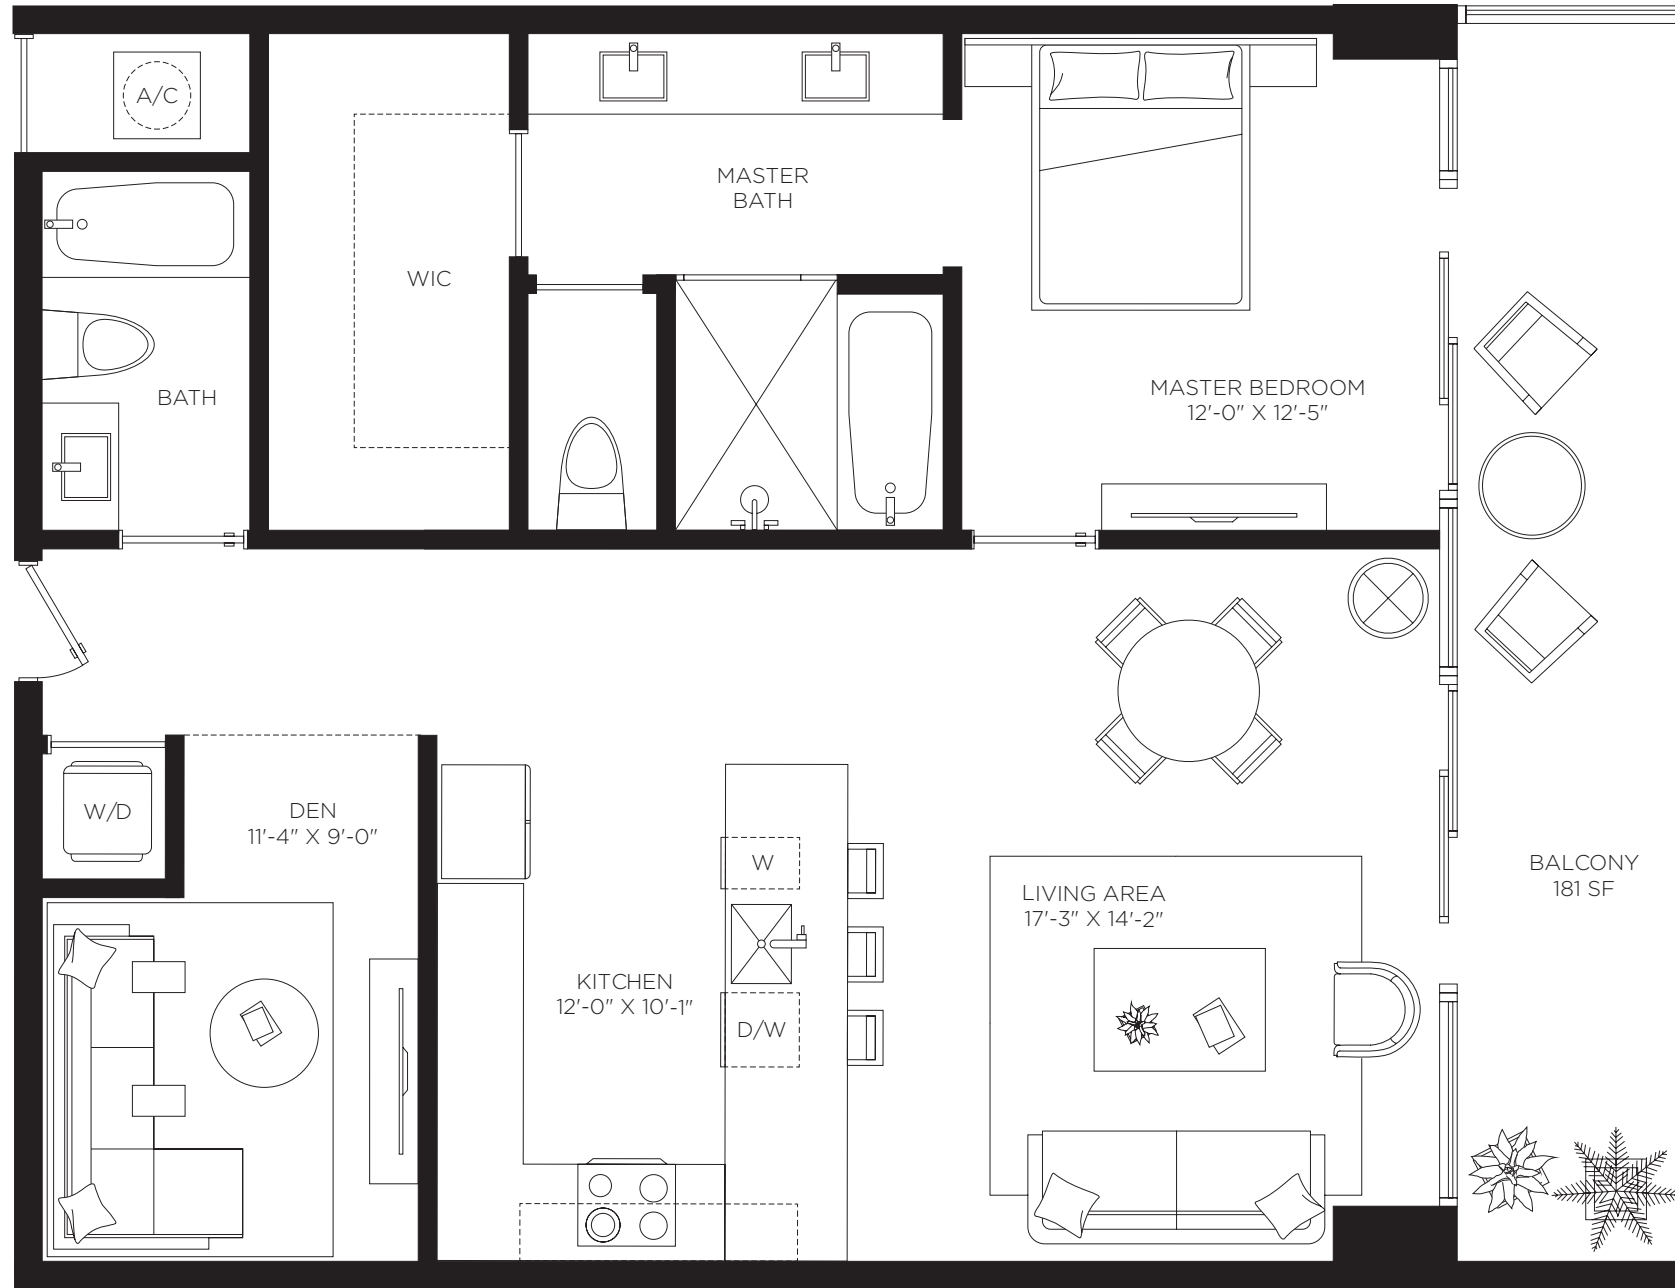 A/C
MASTER
BATH
WIC
BATH
MASTER BEDROOM
12'-0" X 12'-5"
W/D
DEN
11'-4" X 9'-0"
W
LIVING AREA
17'-3" X 14'-2"
BALCONY
181 SF
KITCHEN
12'-0" X 10'-1"
D/W